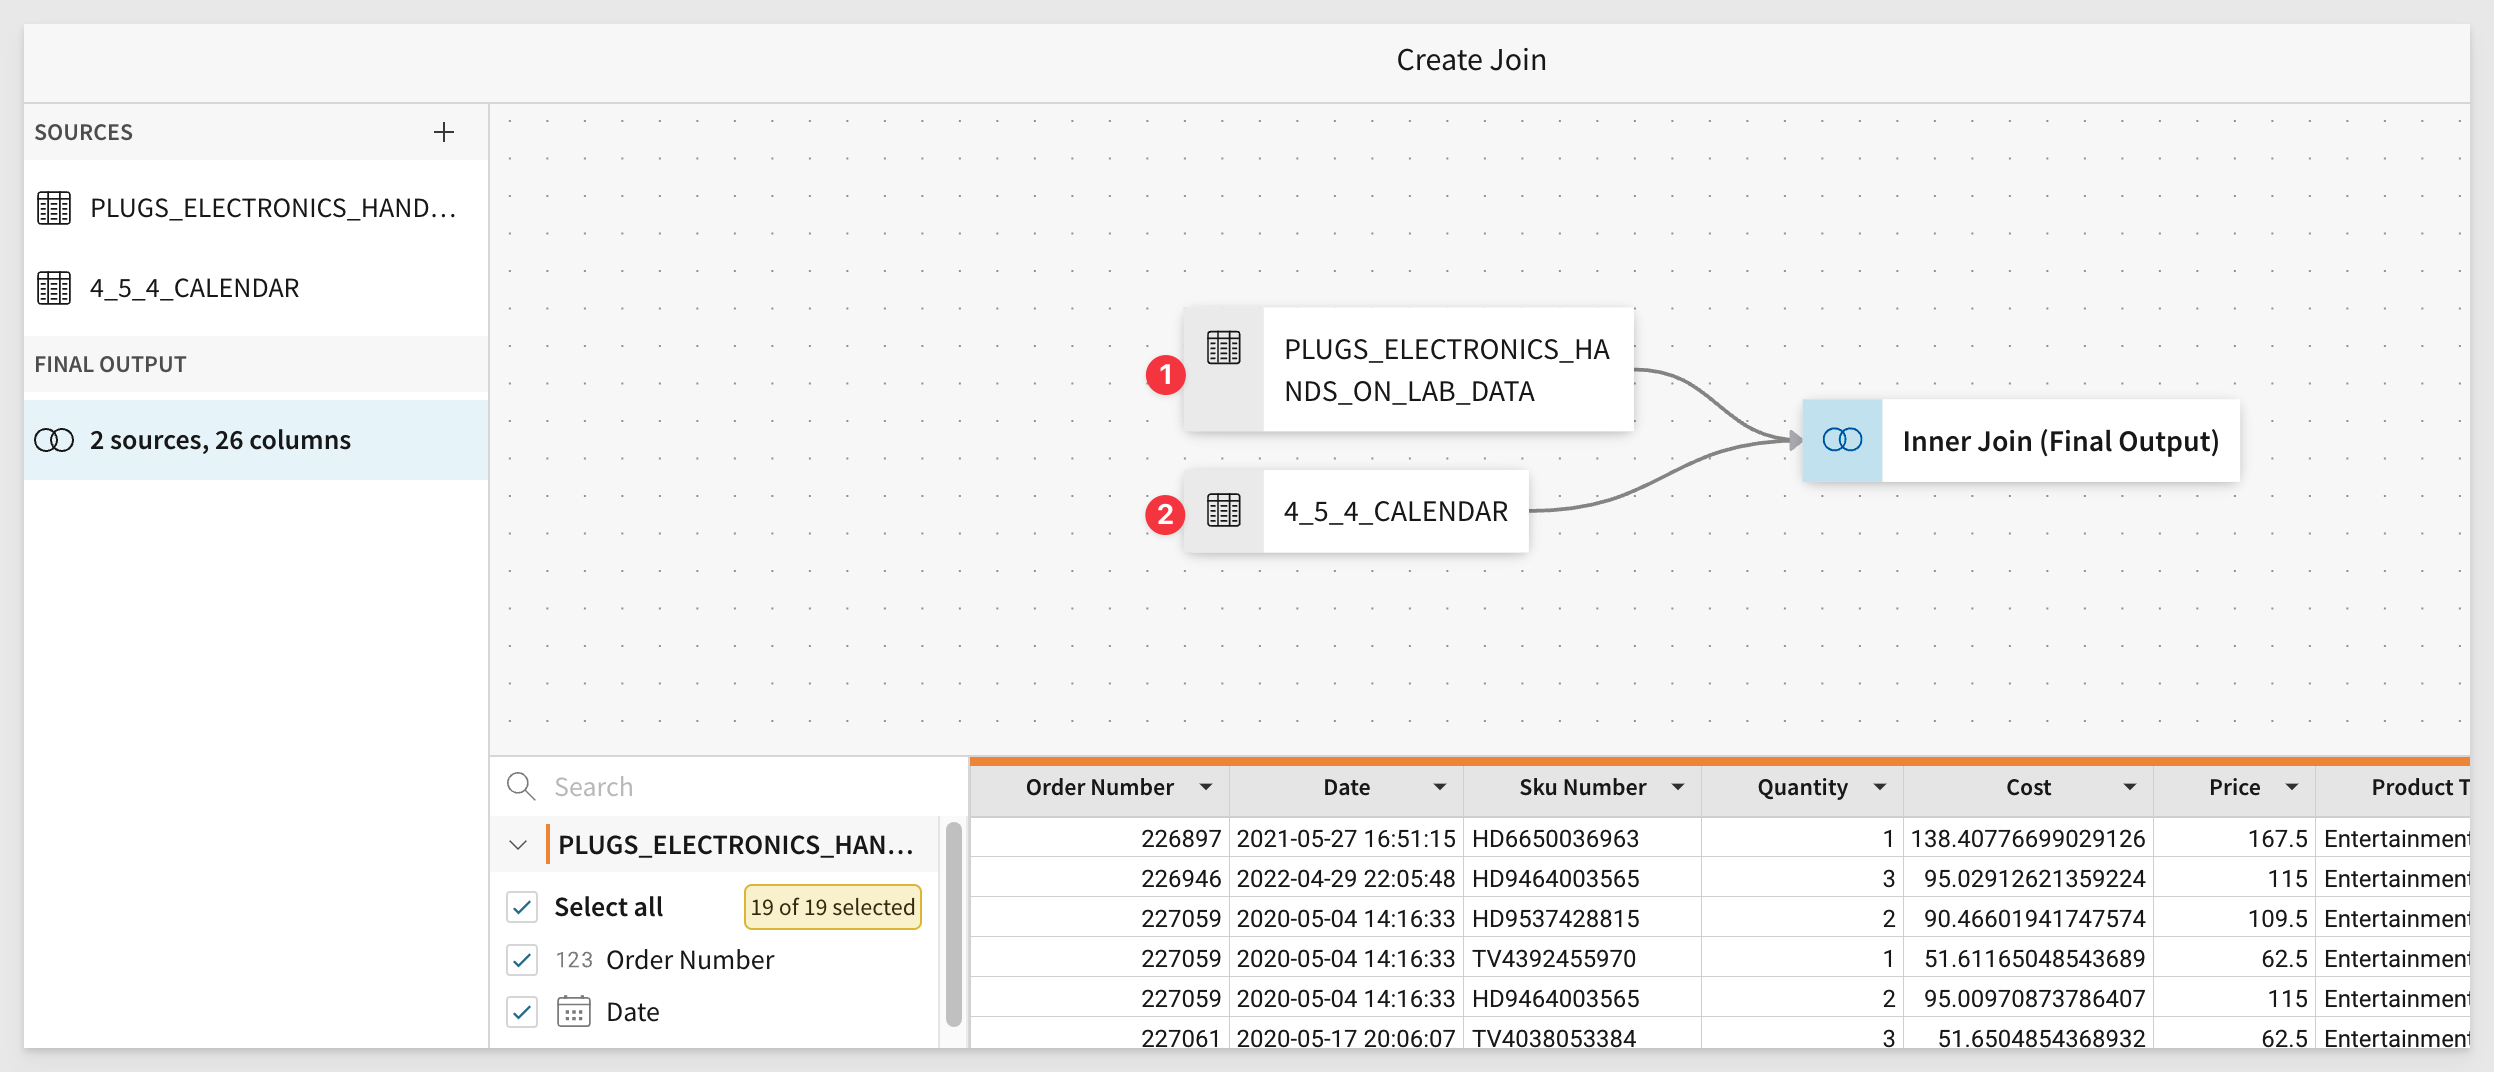 Create Join
SOURCES
PLUGS_ELECTRONICS_HAND...
4_5_4_CALENDAR
FINAL OUTPUT
2 sources, 26 columns
1
PLUGS_ELECTRONICS_HA
NDS_ON_LAB_DATA
2
4_5_4_CALENDAR
Inner Join (Final Output)
Search
PLUGS_ELECTRONICS_HAN...
Select all 19 of 19 selected
123 Order Number
Date
Order Number Date Sku Number Quantity Cost Price Product T
226897 2021-05-27 16:51:15 HD6650036963 1 138.40776699029126 167.5 Entertainment
226946 2022-04-29 22:05:48 HD9464003565 3 95.02912621359224 115 Entertainment
227059 2020-05-04 14:16:33 HD9537428815 2 90.46601941747574 109.5 Entertainment
227059 2020-05-04 14:16:33 TV4392455970 1 51.61165048543689 62.5 Entertainment
227059 2020-05-04 14:16:33 HD9464003565 2 95.00970873786407 115 Entertainment
227061 2020-05-17 20:06:07 TV4038053384 3 51.6504854368932 62.5 Entertainment